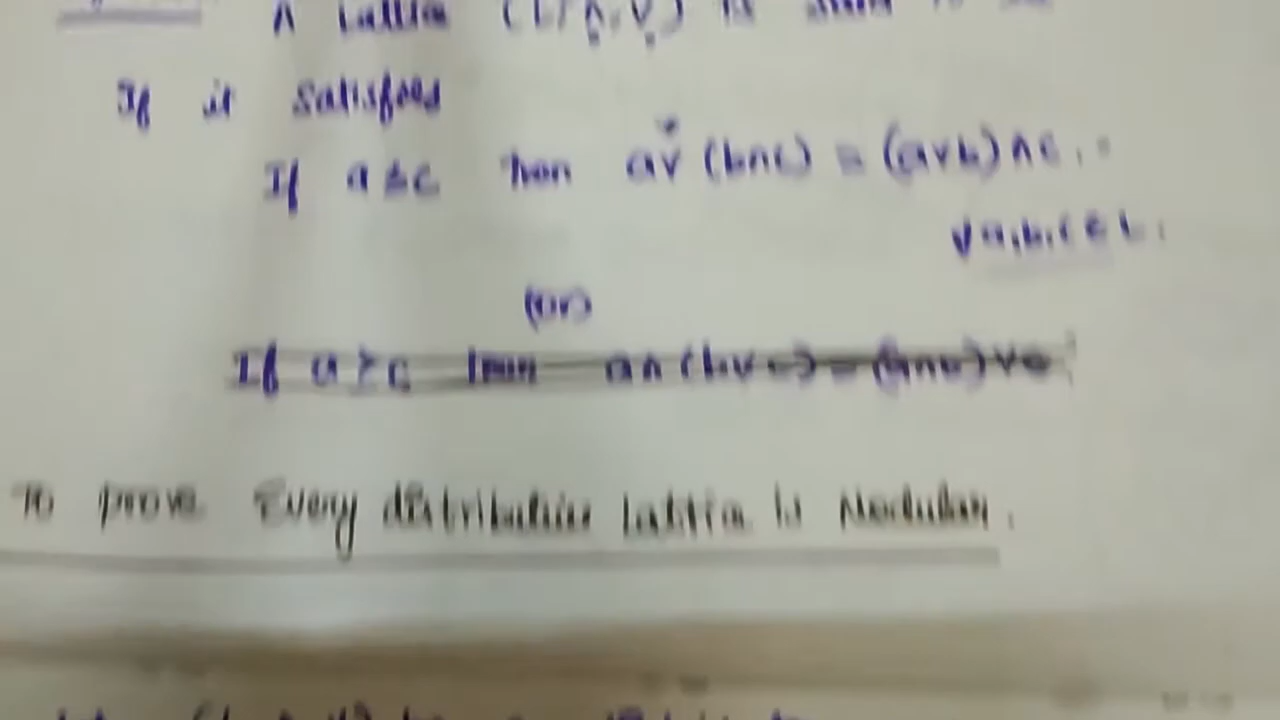 A Lattice (L, ∧, ∨) is
If it satisfies
If a ≤ c then a∨(b∧c) = (a∨b)∧c.
∀ a,b,c ∈ L.
(or)
If a ≥ c then a∧(b∨c) = (a∧b)∨c
To prove Every distributive Lattice is Modular.